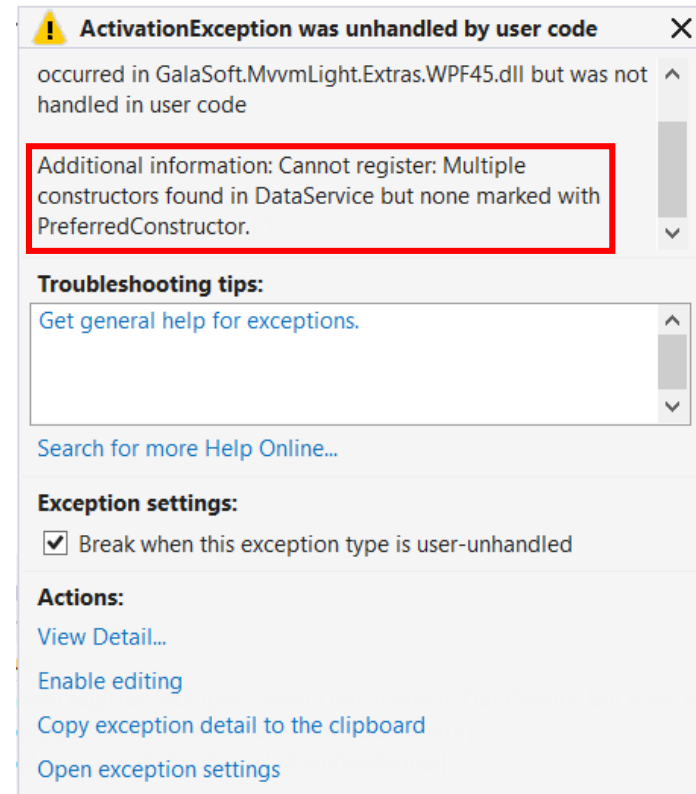 ActivationException was unhandled by user code
occurred in GalaSoft.MvvmLight.Extras.WPF45.dll but was not
handled in user code
Additional information: Cannot register: Multiple
constructors found in DataService but none marked with
PreferredConstructor.
Troubleshooting tips:
Get general help for exceptions.
Search for more Help Online...
Exception settings:
Break when this exception type is user-unhandled
Actions:
View Detail...
Enable editing
Copy exception detail to the clipboard
Open exception settings